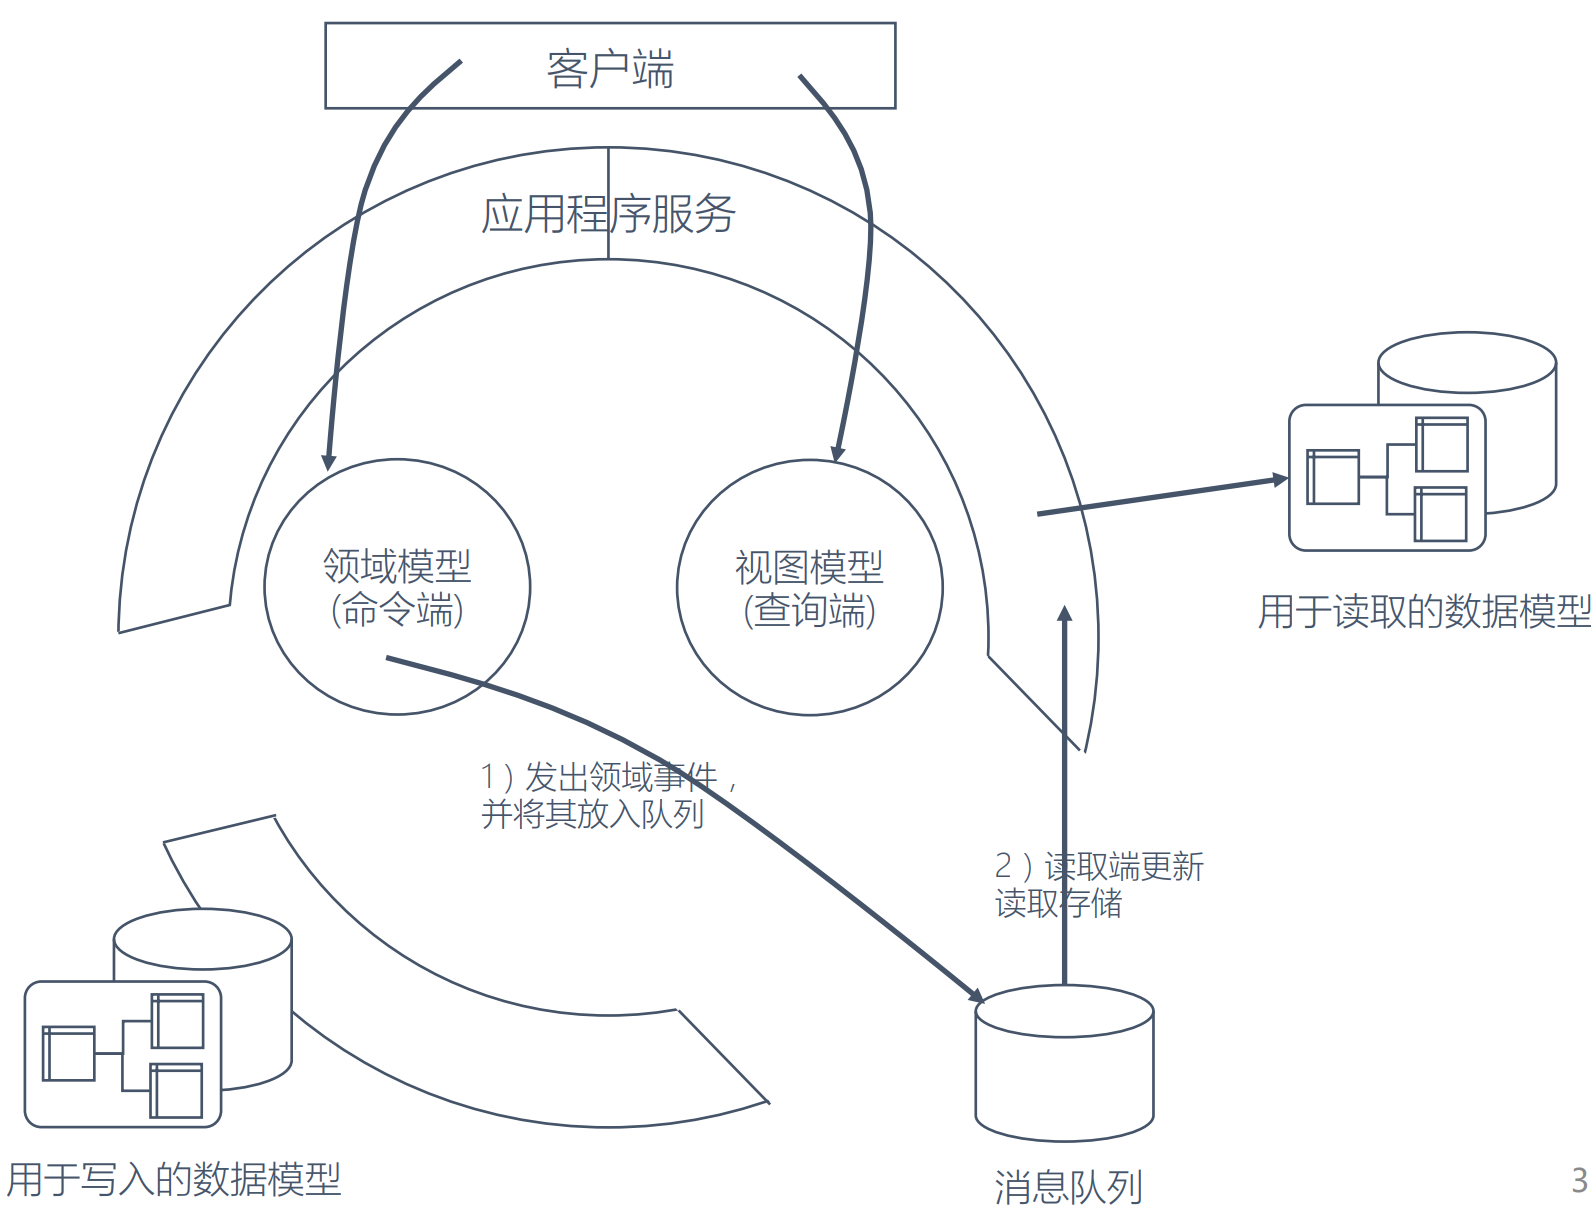 客户端
应用程序服务
领域模型
(命令端)
视图模型
(查询端)
用于读取的数据模型
1）发出领域事件，
并将其放入队列
2）读取端更新
读取存储
用于写入的数据模型
消息队列
3